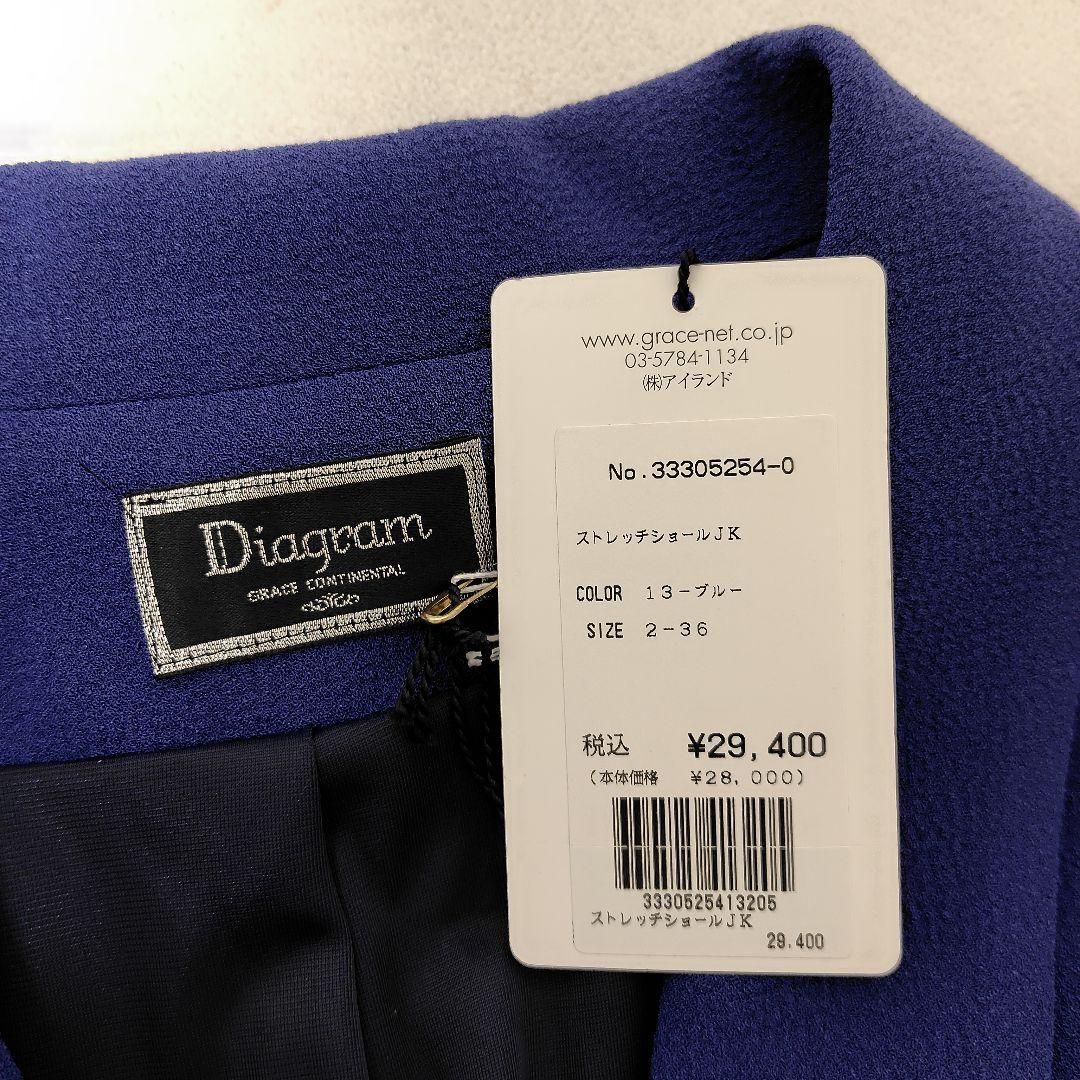 Diagram
GRACE CONTINENTAL
www.grace-net.co.jp
03-5784-1134
㈱アイランド
No.33305254-0
ストレッチショールJK
COLOR 13-ブルー
SIZE 2-36
税込 ¥29,400
(本体価格 ¥28,000)
3330525413205
ストレッチショールJK
29.400